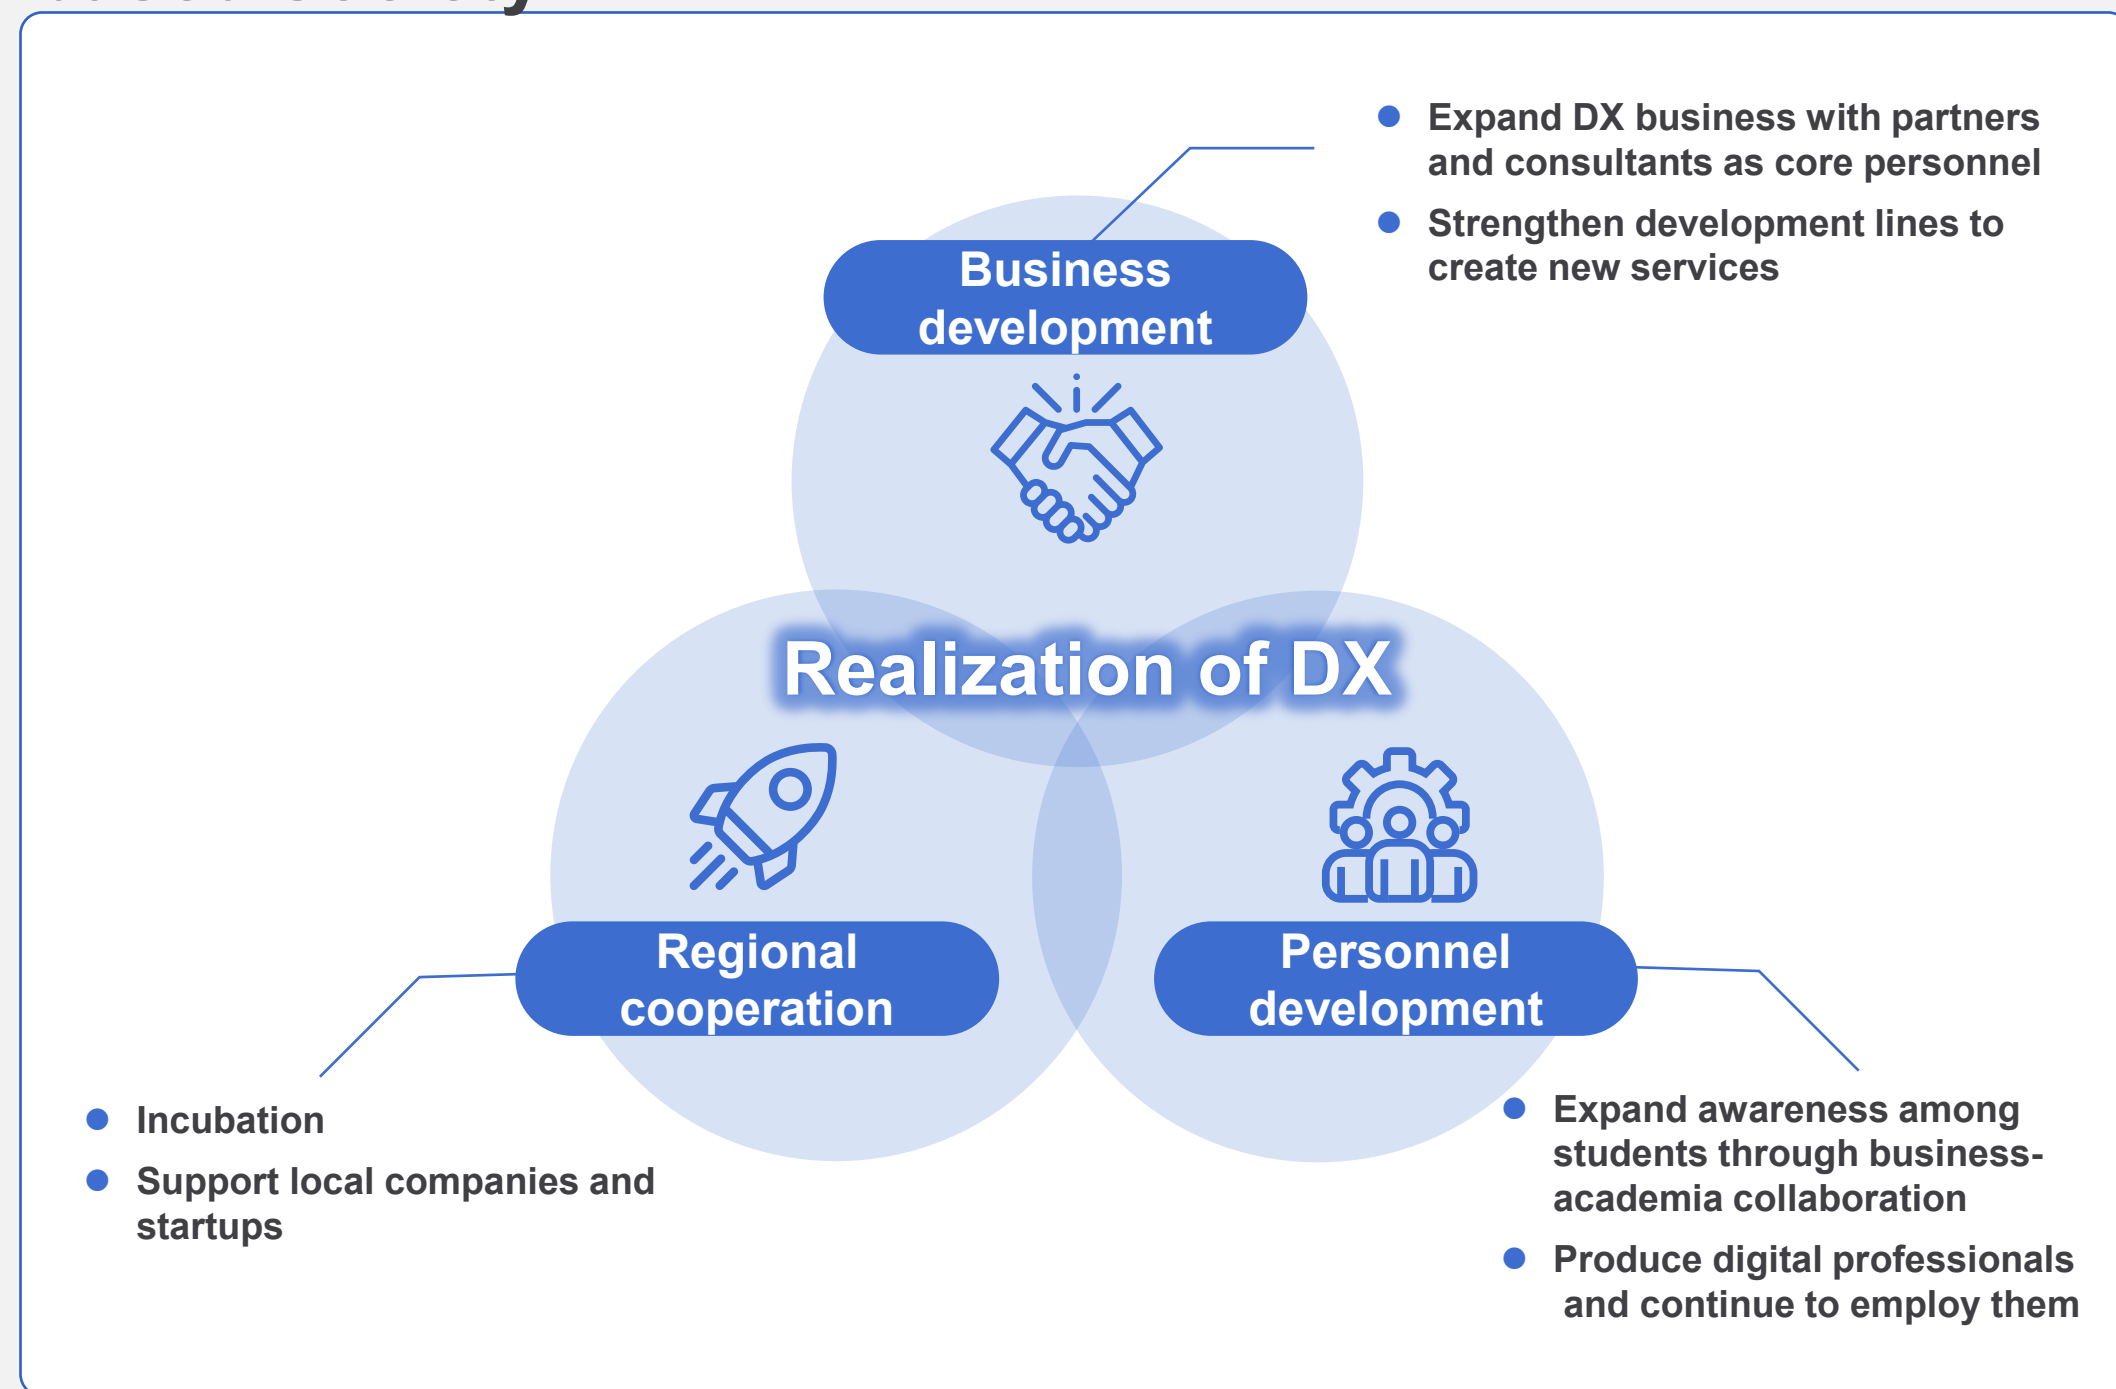 Expand DX business with partners
and consultants as core personnel
Strengthen development lines to
create new services
Business
development
Realization of DX
Regional
cooperation
Personnel
development
Incubation
Support local companies and
startups
Expand awareness among
students through business-
academia collaboration
Produce digital professionals
and continue to employ them